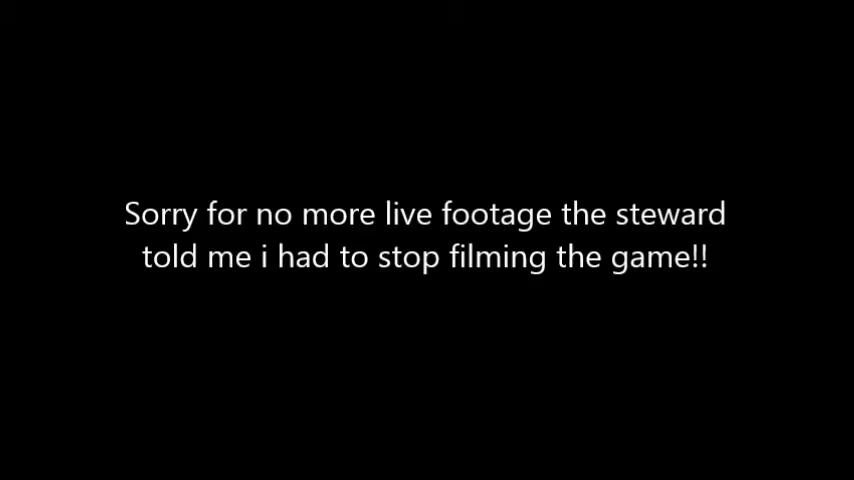 Sorry for no more live footage the steward
told me i had to stop filming the game!!